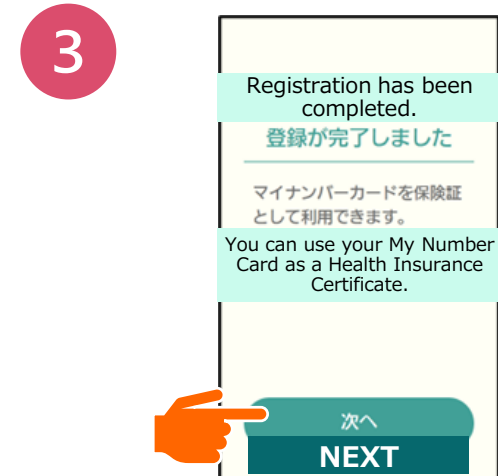 3
Registration has been
completed.
登録が完了しました
マイナンバーカードを保険証
として利用できます。
You can use your My Number
Card as a Health Insurance
Certificate.
次へ
NEXT